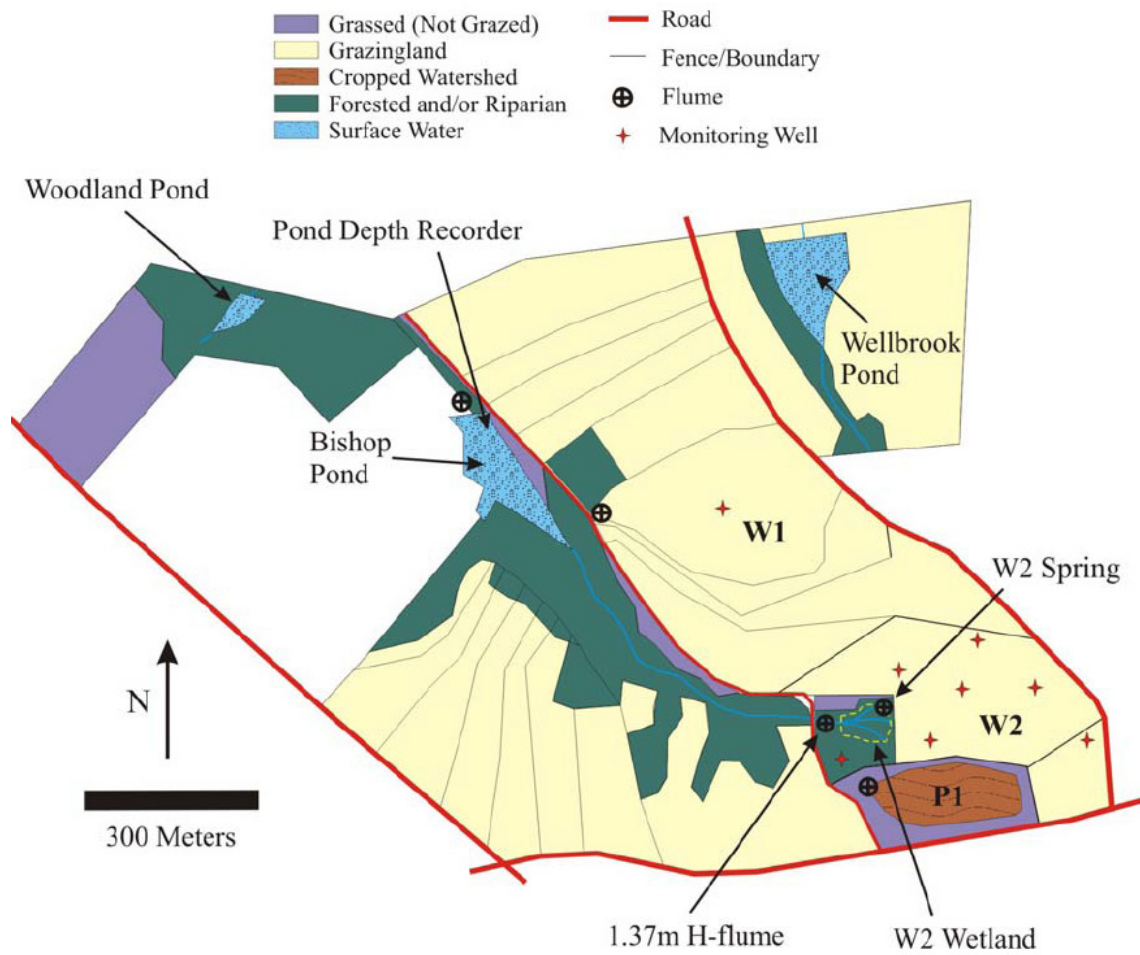 Grassed (Not Grazed)
Grazingland
Cropped Watershed
Forested and/or Riparian
Surface Water
Road
Fence/Boundary
Flume
Monitoring Well
Woodland Pond
Pond Depth Recorder
Wellbrook
Pond
Bishop
Pond
W1
W2 Spring
N
W2
P1
300 Meters
1.37m H-flume
W2 Wetland